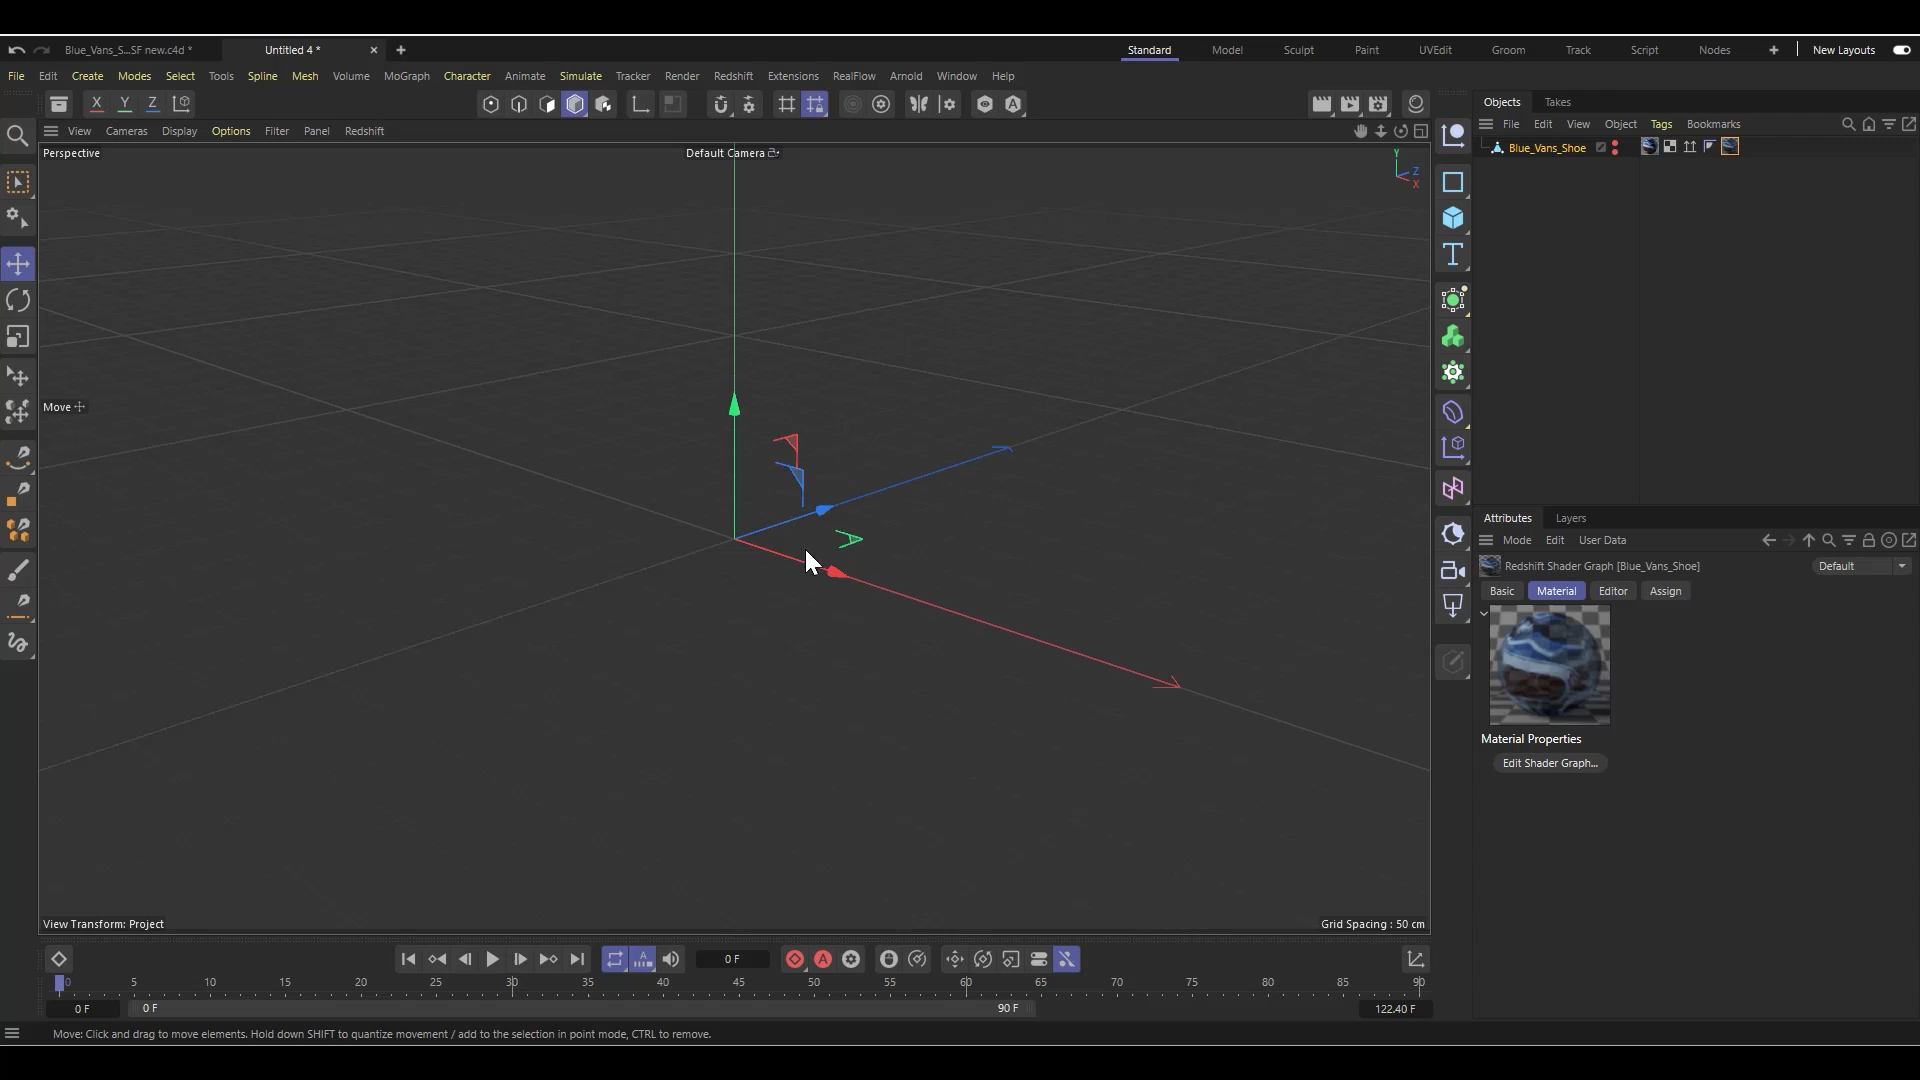 Blue_Vans_S...SF new.c4d *
Untitled 4 *
Standard Model Sculpt Paint UVEdit Groom Track Script Nodes New Layouts
File Edit Create Modes Select Tools Spline Mesh Volume MoGraph Character Animate Simulate Tracker Render Redshift Extensions RealFlow Arnold Window Help
X Y Z
View Cameras Display Options Filter Panel Redshift
Perspective
Default Camera
Y
Z
X
Move
View Transform: Project
Grid Spacing : 50 cm
Objects Takes
File Edit View Object Tags Bookmarks
Blue_Vans_Shoe
Attributes Layers
Mode Edit User Data
Redshift Shader Graph [Blue_Vans_Shoe]
Default
Basic Material Editor Assign
Material Properties
Edit Shader Graph...
0 F
0 5 10 15 20 25 30 35 40 45 50 55 60 65 70 75 80 85 90
0 F 0 F 90 F 122.40 F
Move: Click and drag to move elements. Hold down SHIFT to quantize movement / add to the selection in point mode, CTRL to remove.